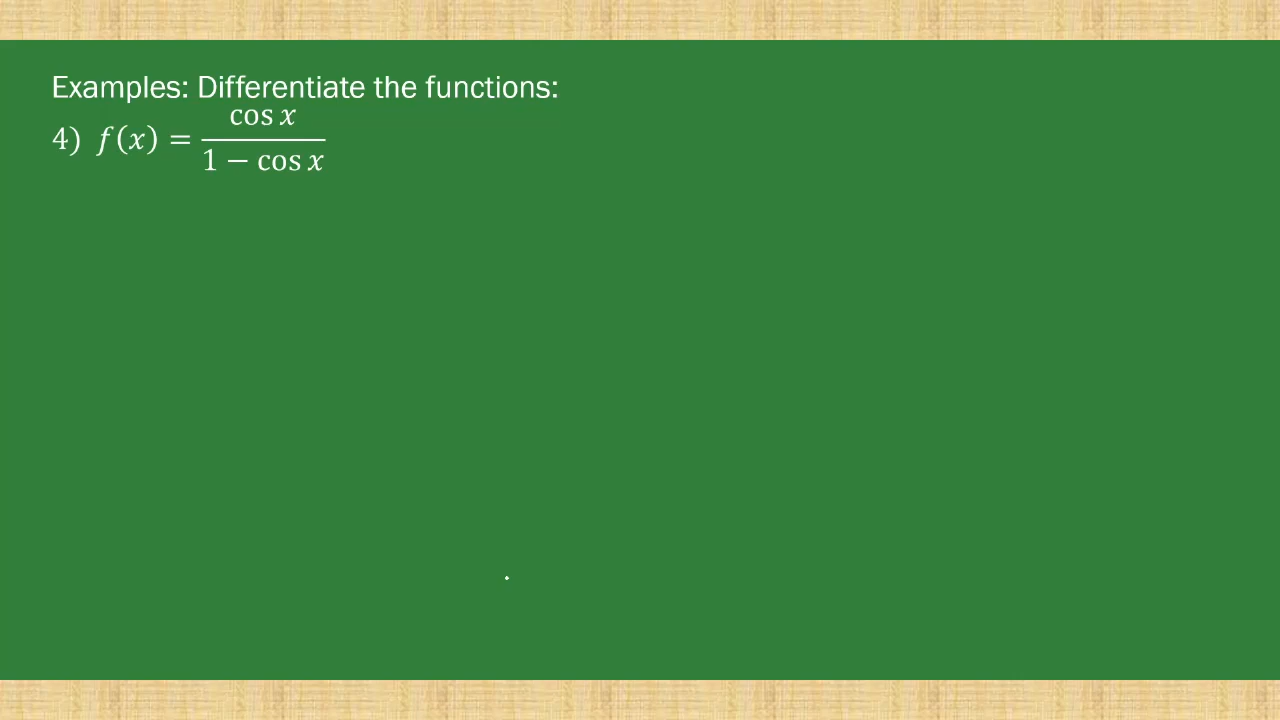 Examples: Differentiate the functions:
4) f(x) = cos x / 1 − cos x